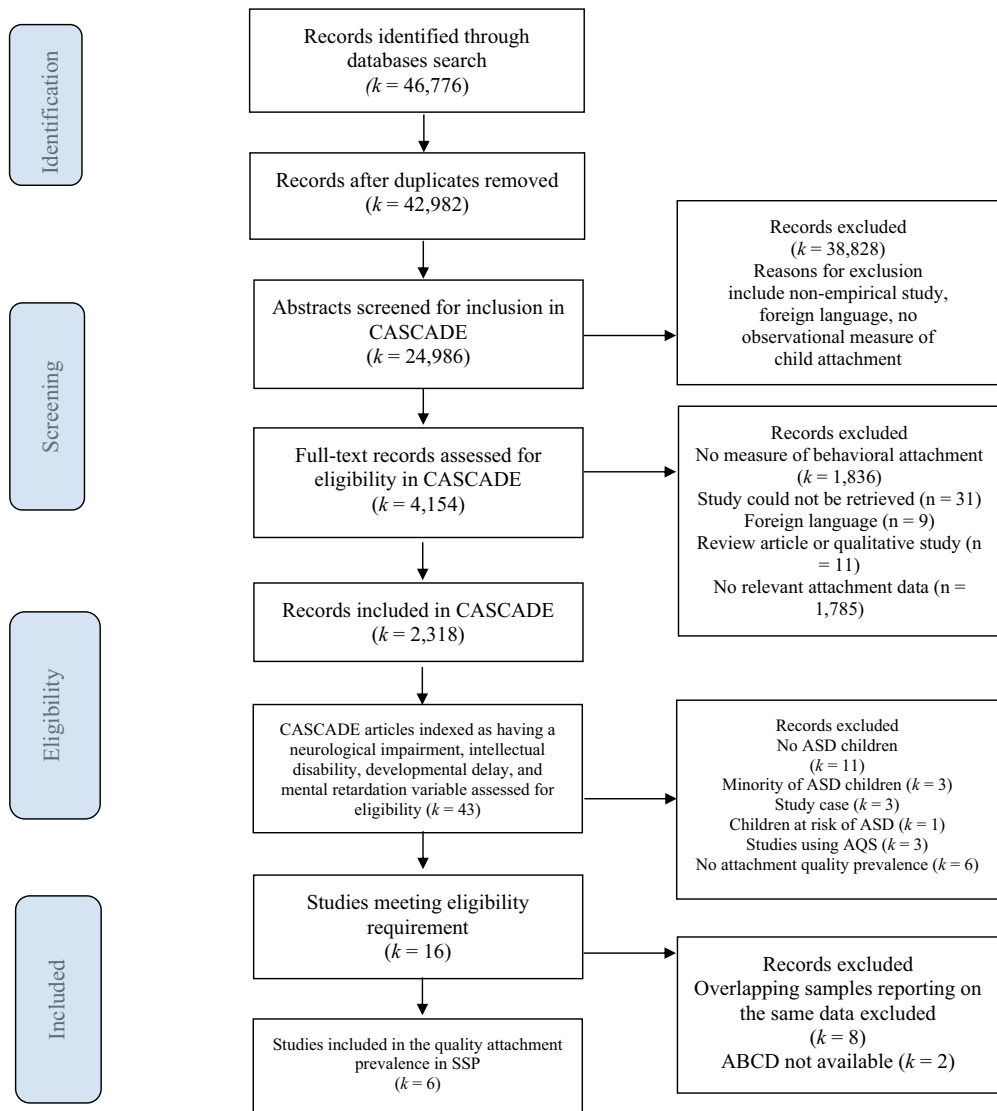 Identification
Records identified through
databases search
(k = 46,776)
Records after duplicates removed
(k = 42,982)
Records excluded
(k = 38,828)
Reasons for exclusion
include non-empirical study,
foreign language, no
observational measure of
child attachment
Screening
Abstracts screened for inclusion in
CASCADE
(k = 24,986)
Full-text records assessed for
eligibility in CASCADE
(k = 4,154)
Records excluded
No measure of behavioral attachment
(k = 1,836)
Study could not be retrieved (n = 31)
Foreign language (n = 9)
Review article or qualitative study (n
= 11)
No relevant attachment data (n =
1,785)
Records included in CASCADE
(k = 2,318)
Eligibility
CASCADE articles indexed as having a
neurological impairment, intellectual
disability, developmental delay, and
mental retardation variable assessed for
eligibility (k = 43)
Records excluded
No ASD children
(k = 11)
Minority of ASD children (k = 3)
Study case (k = 3)
Children at risk of ASD (k = 1)
Studies using AQS (k = 3)
No attachment quality prevalence (k = 6)
Included
Studies meeting eligibility
requirement
(k = 16)
Records excluded
Overlapping samples reporting on
the same data excluded
(k = 8)
ABCD not available (k = 2)
Studies included in the quality attachment
prevalence in SSP
(k = 6)